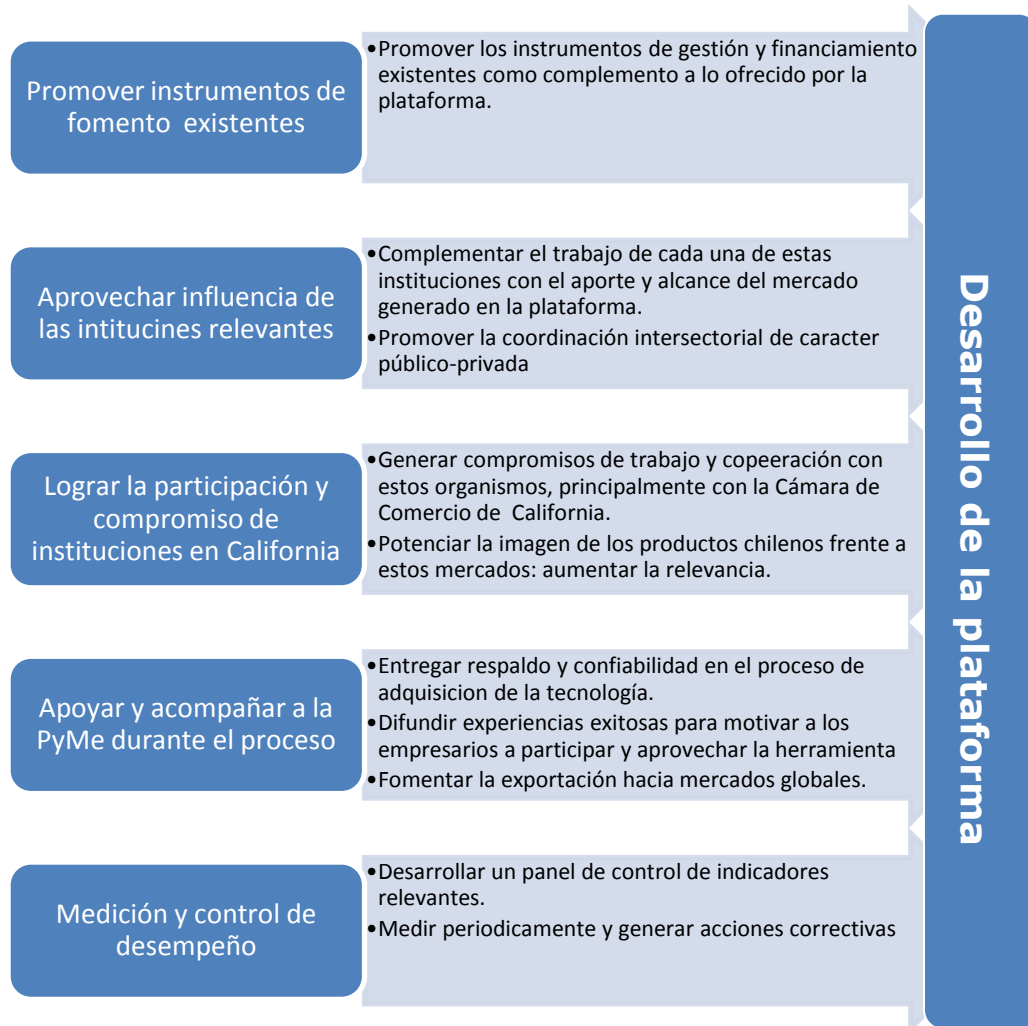 Promover instrumentos de
fomento existentes
•Promover los instrumentos de gestión y financiamiento
existentes como complemento a lo ofrecido por la
plataforma.
Aprovechar influencia de
las intitucines relevantes
•Complementar el trabajo de cada una de estas
instituciones con el aporte y alcance del mercado
generado en la plataforma.
•Promover la coordinación intersectorial de caracter
público-privada
Lograr la participación y
compromiso de
instituciones en California
•Generar compromisos de trabajo y copeeración con
estos organismos, principalmente con la Cámara de
Comercio de California.
•Potenciar la imagen de los productos chilenos frente a
estos mercados: aumentar la relevancia.
Apoyar y acompañar a la
PyMe durante el proceso
•Entregar respaldo y confiabilidad en el proceso de
adquisicion de la tecnología.
•Difundir experiencias exitosas para motivar a los
empresarios a participar y aprovechar la herramienta
•Fomentar la exportación hacia mercados globales.
Medición y control de
desempeño
•Desarrollar un panel de control de indicadores
relevantes.
•Medir periodicamente y generar acciones correctivas
Desarrollo de la plataforma